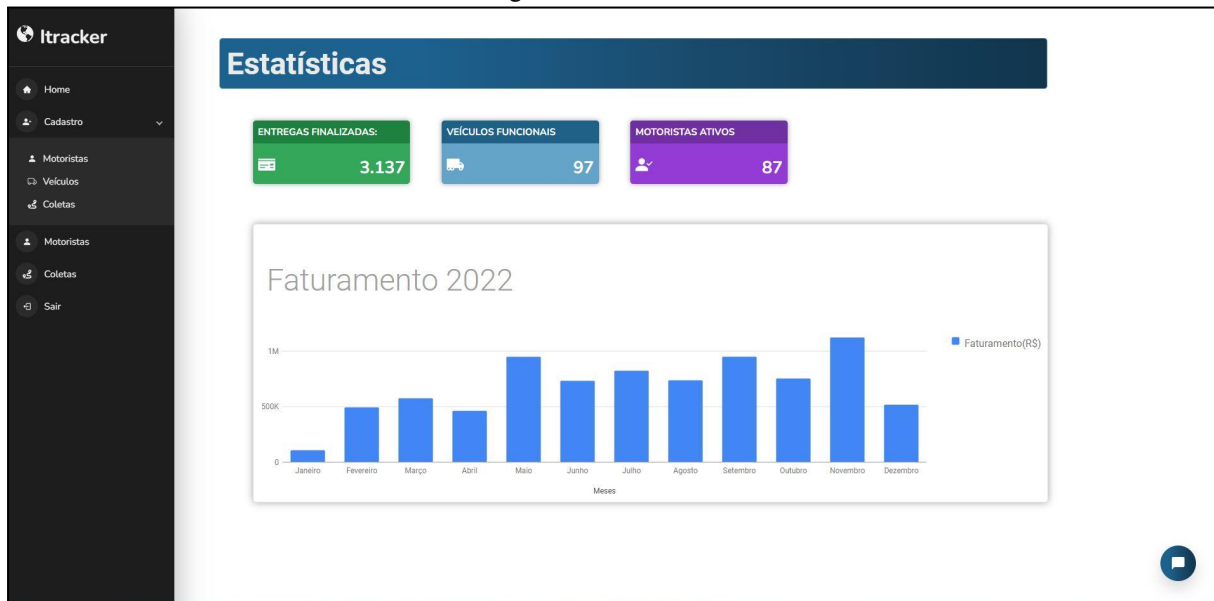 Itracker
Home
Cadastro
Motoristas
Veículos
Coletas
Motoristas
Coletas
Sair
Estatísticas
ENTREGAS FINALIZADAS:
3.137
VEÍCULOS FUNCIONAIS
97
MOTORISTAS ATIVOS
87
Faturamento 2022
1M
500K
0
Janeiro Fevereiro Março Abril Maio Junho Julho Agosto Setembro Outubro Novembro Dezembro
Meses
Faturamento(R$)